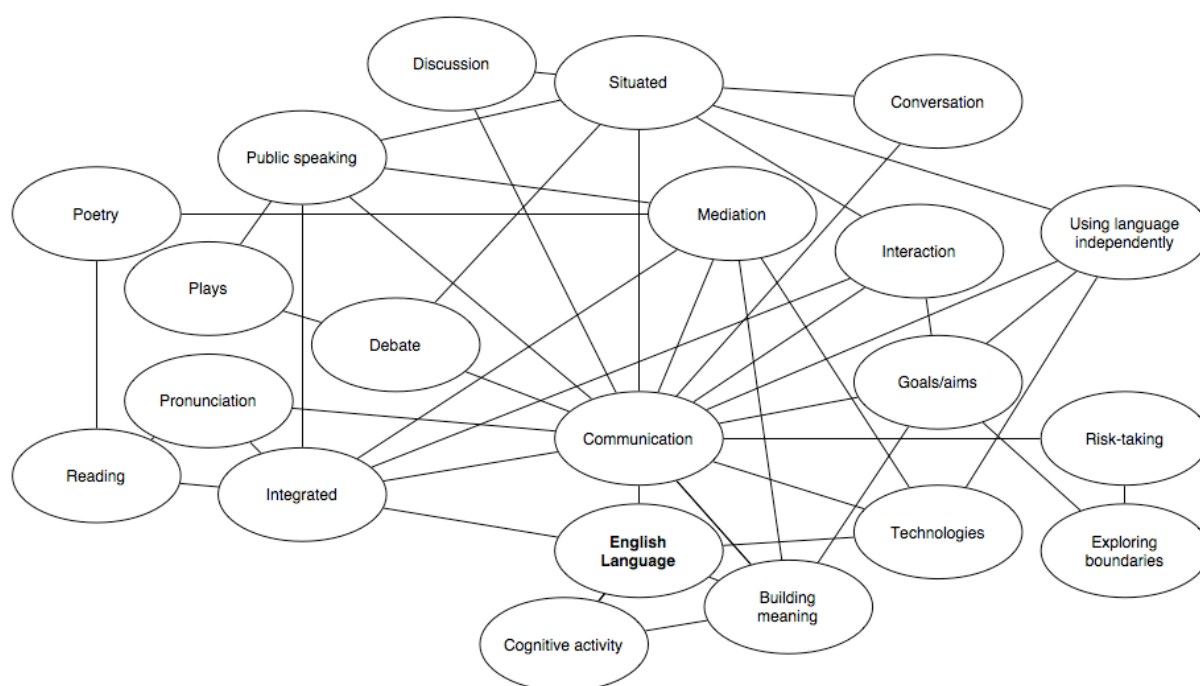 Discussion
Situated
Conversation
Public speaking
Poetry
Mediation
Using language
independently
Interaction
Plays
Debate
Goals/aims
Pronunciation
Communication
Risk-taking
Reading
Integrated
Technologies
English
Language
Exploring
boundaries
Building
meaning
Cognitive activity